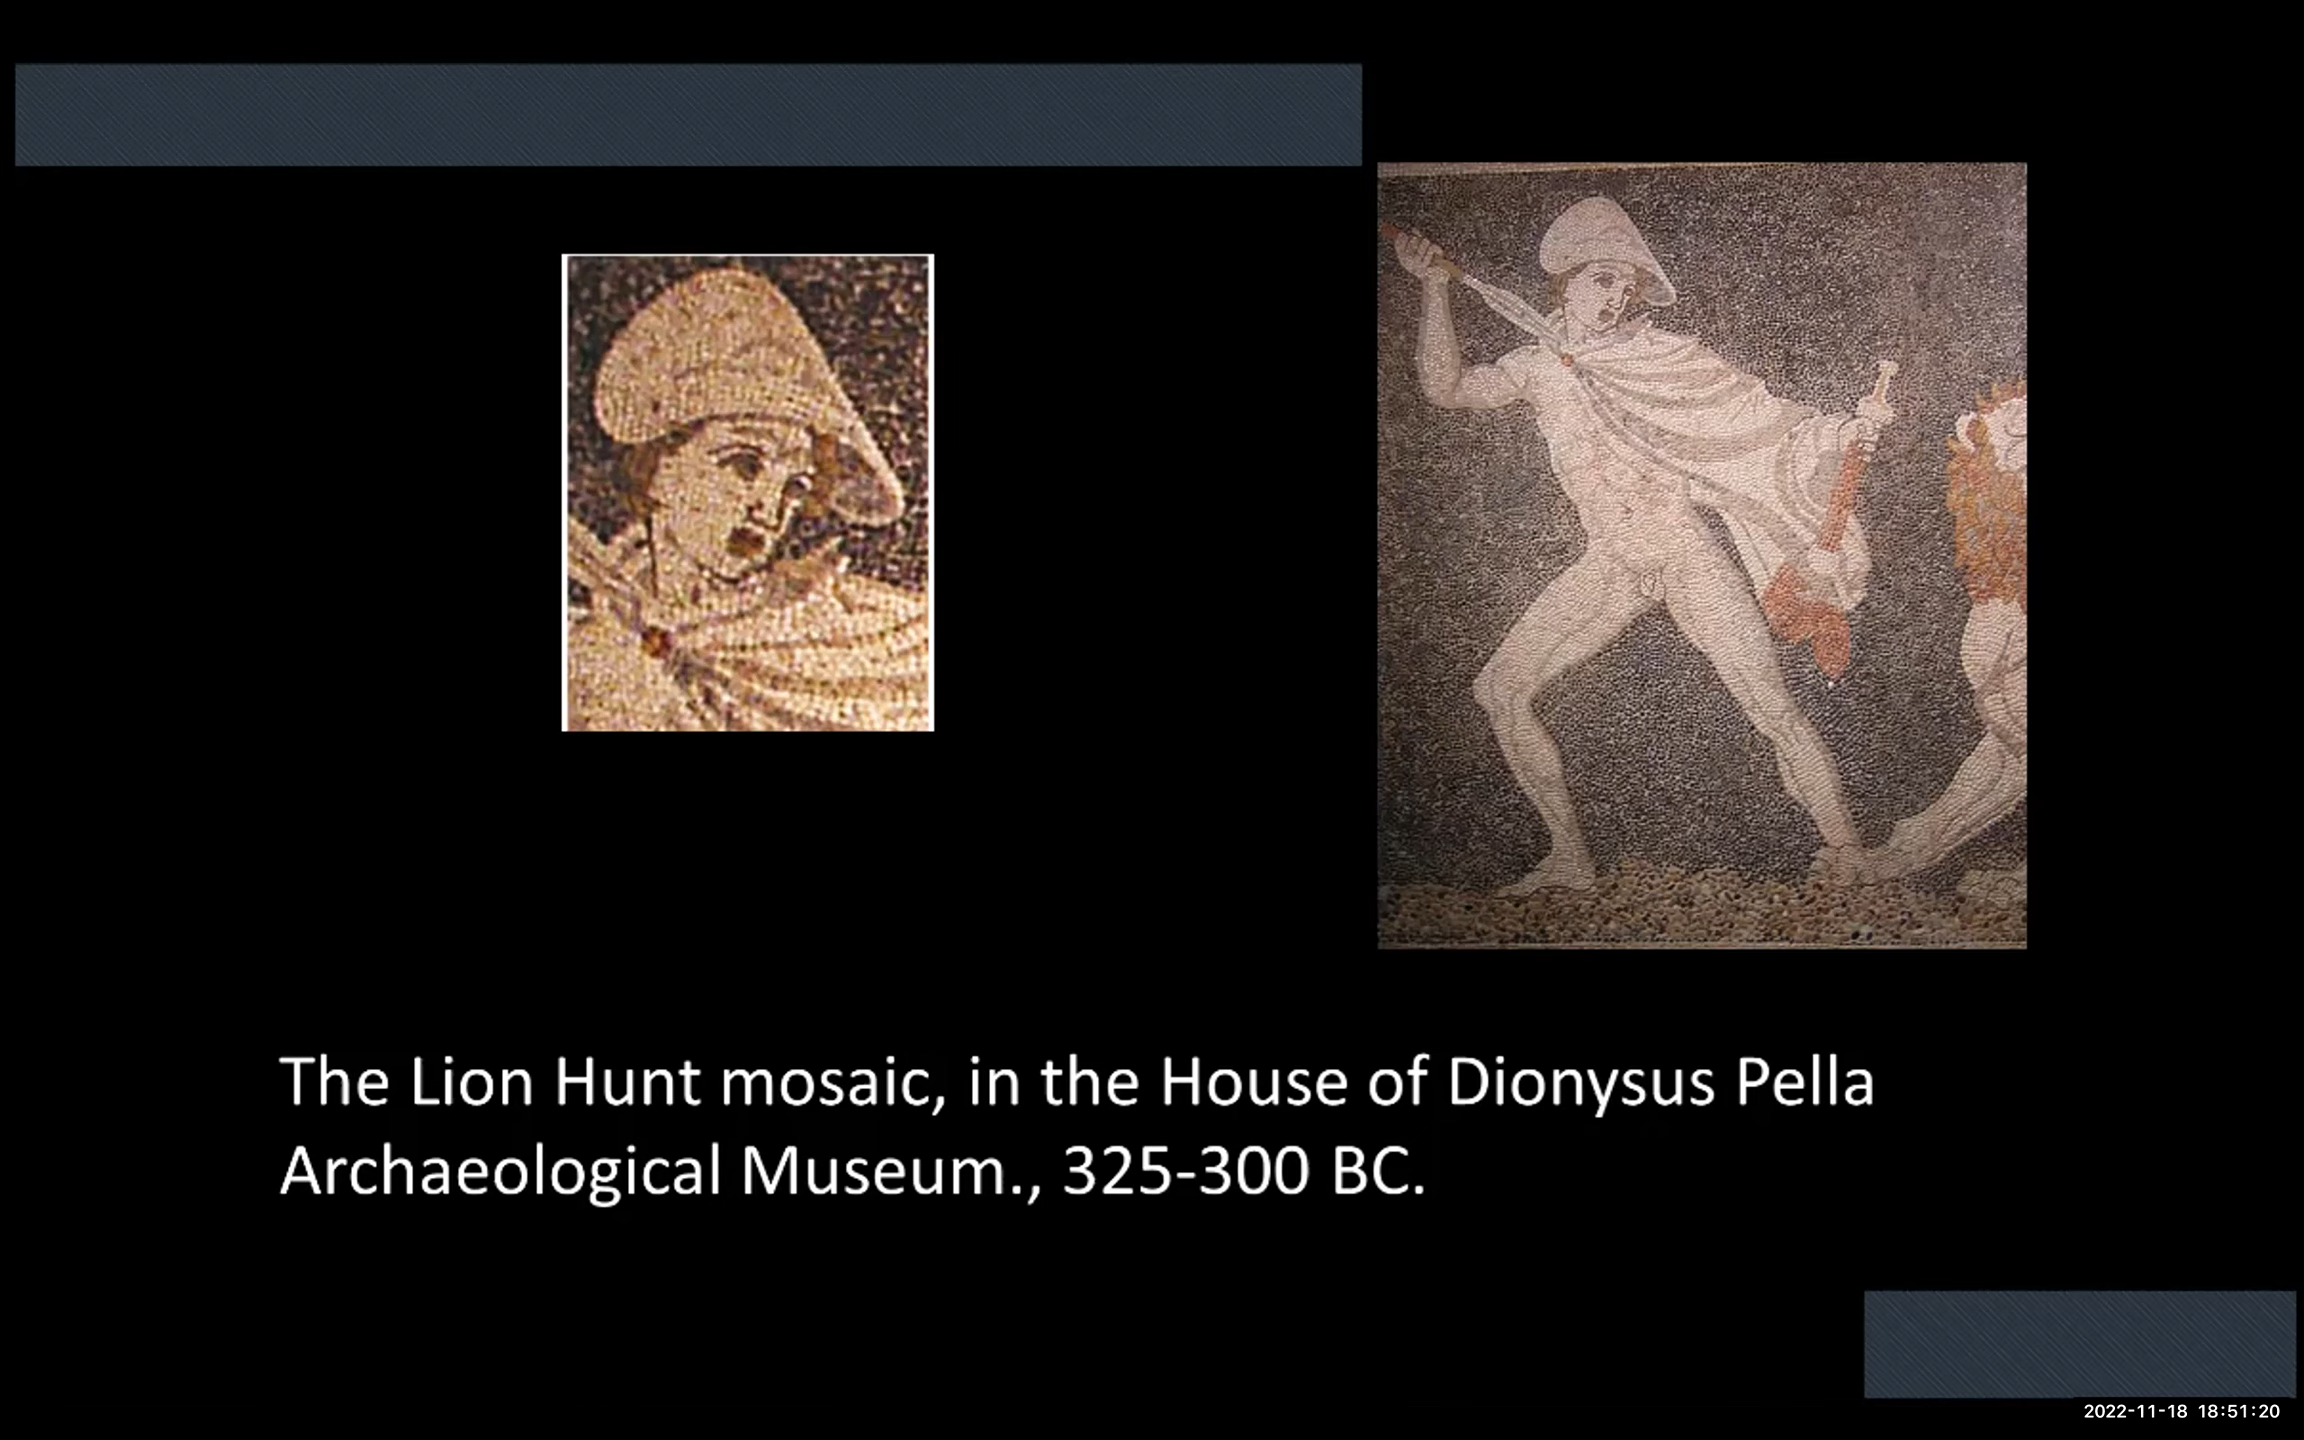 The Lion Hunt mosaic, in the House of Dionysus Pella
Archaeological Museum., 325-300 BC.
2022-11-18 18:51:20